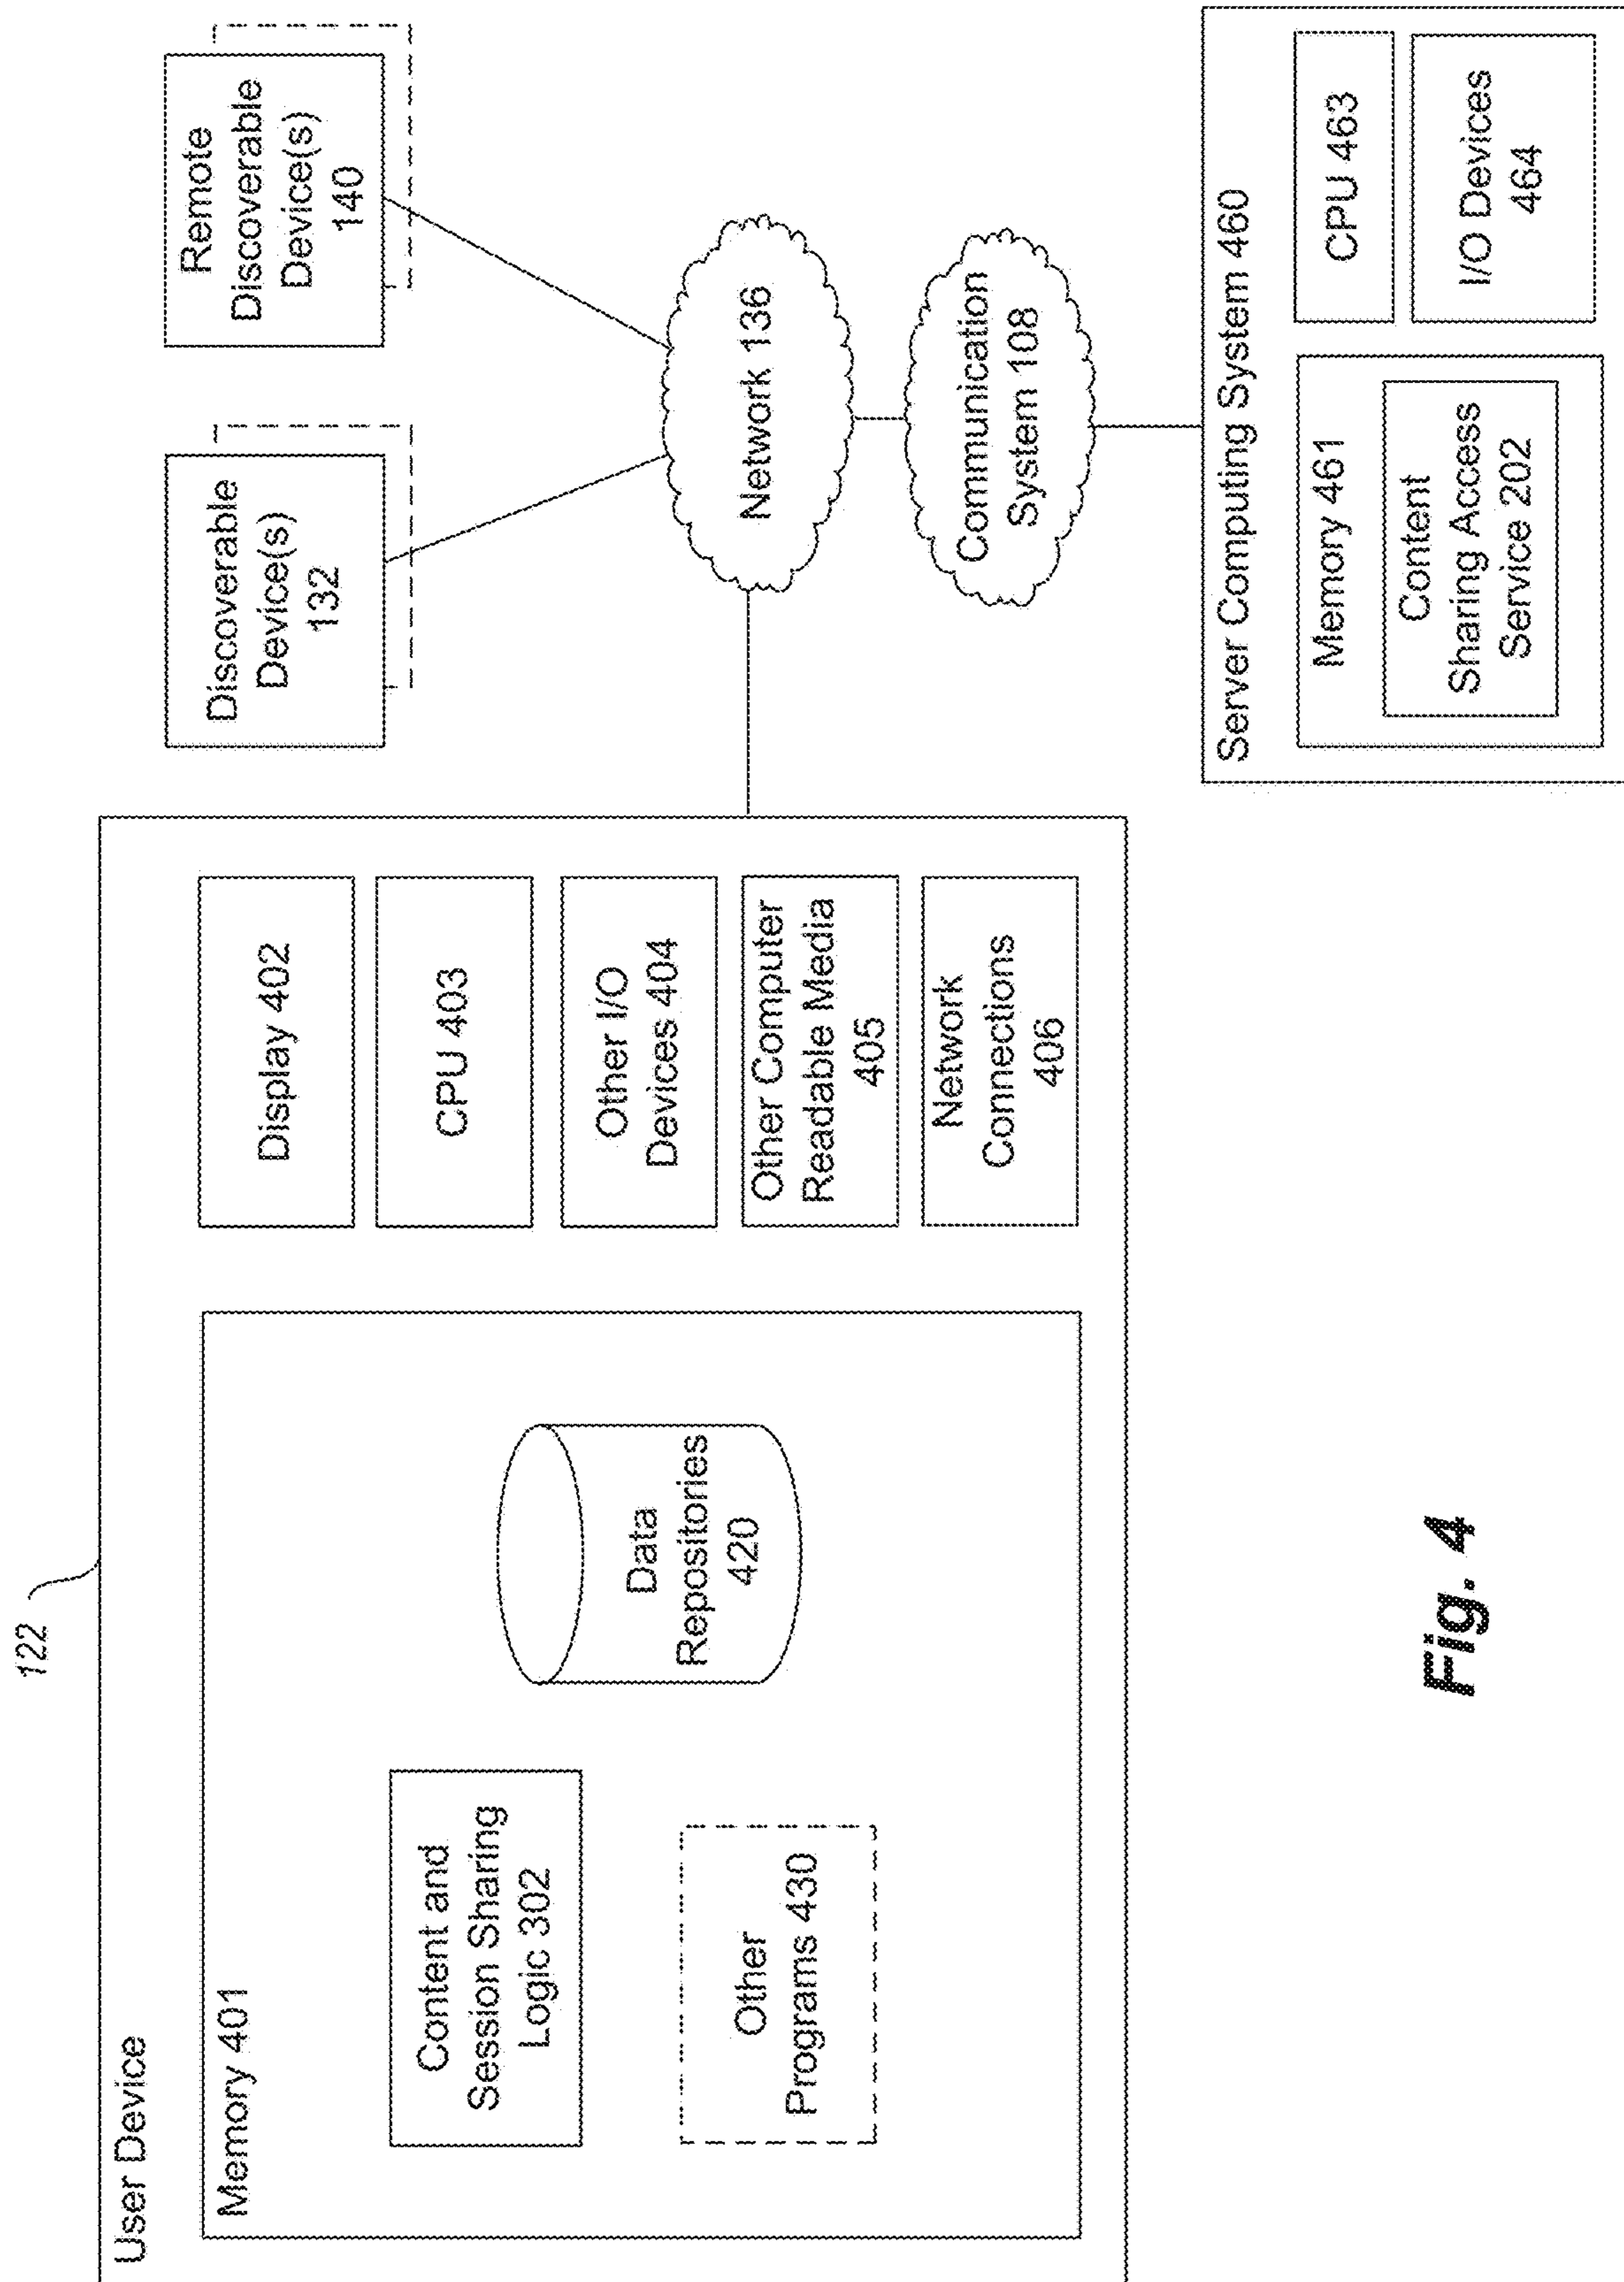 122
User Device
Memory 401
Content and
Session Sharing
Logic 302
Other
Programs 430
Data
Repositories
420
Display 402
CPU 403
Other I/O
Devices 404
Other Computer
Readable Media
405
Network
Connections
406
Discoverable
Device(s)
132
Remote
Discoverable
Device(s)
140
Network 136
Communication
System 108
Server Computing System 460
Memory 461
Content
Sharing Access
Service 202
CPU 463
I/O Devices
464
Fig. 4